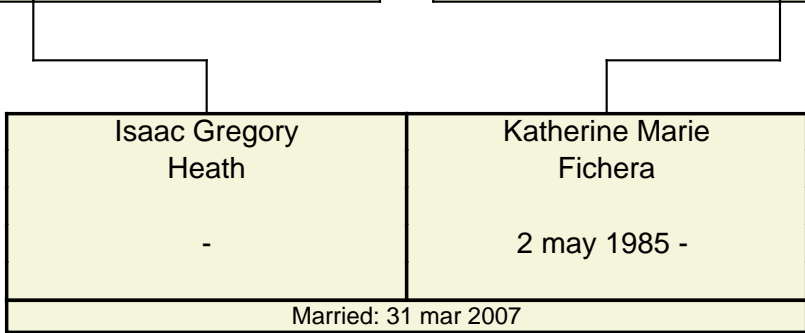 Isaac Gregory
Heath
-
Katherine Marie
Fichera
2 may 1985 -
Married: 31 mar 2007